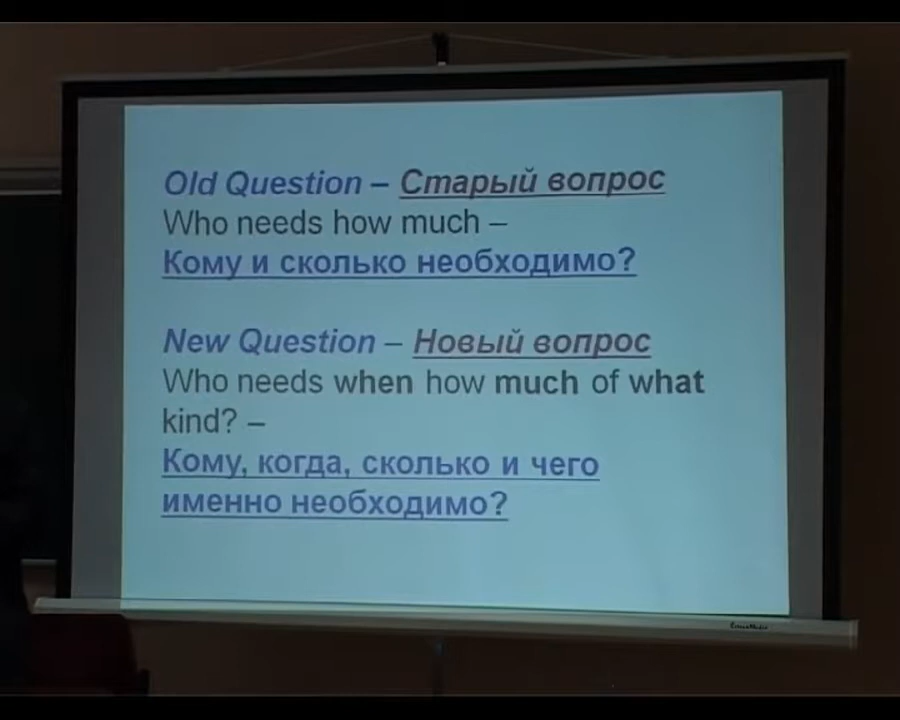 Old Question – Старый вопрос
Who needs how much –
Кому и сколько необходимо?
New Question – Новый вопрос
Who needs when how much of what
kind? –
Кому, когда, сколько и чего
именно необходимо?